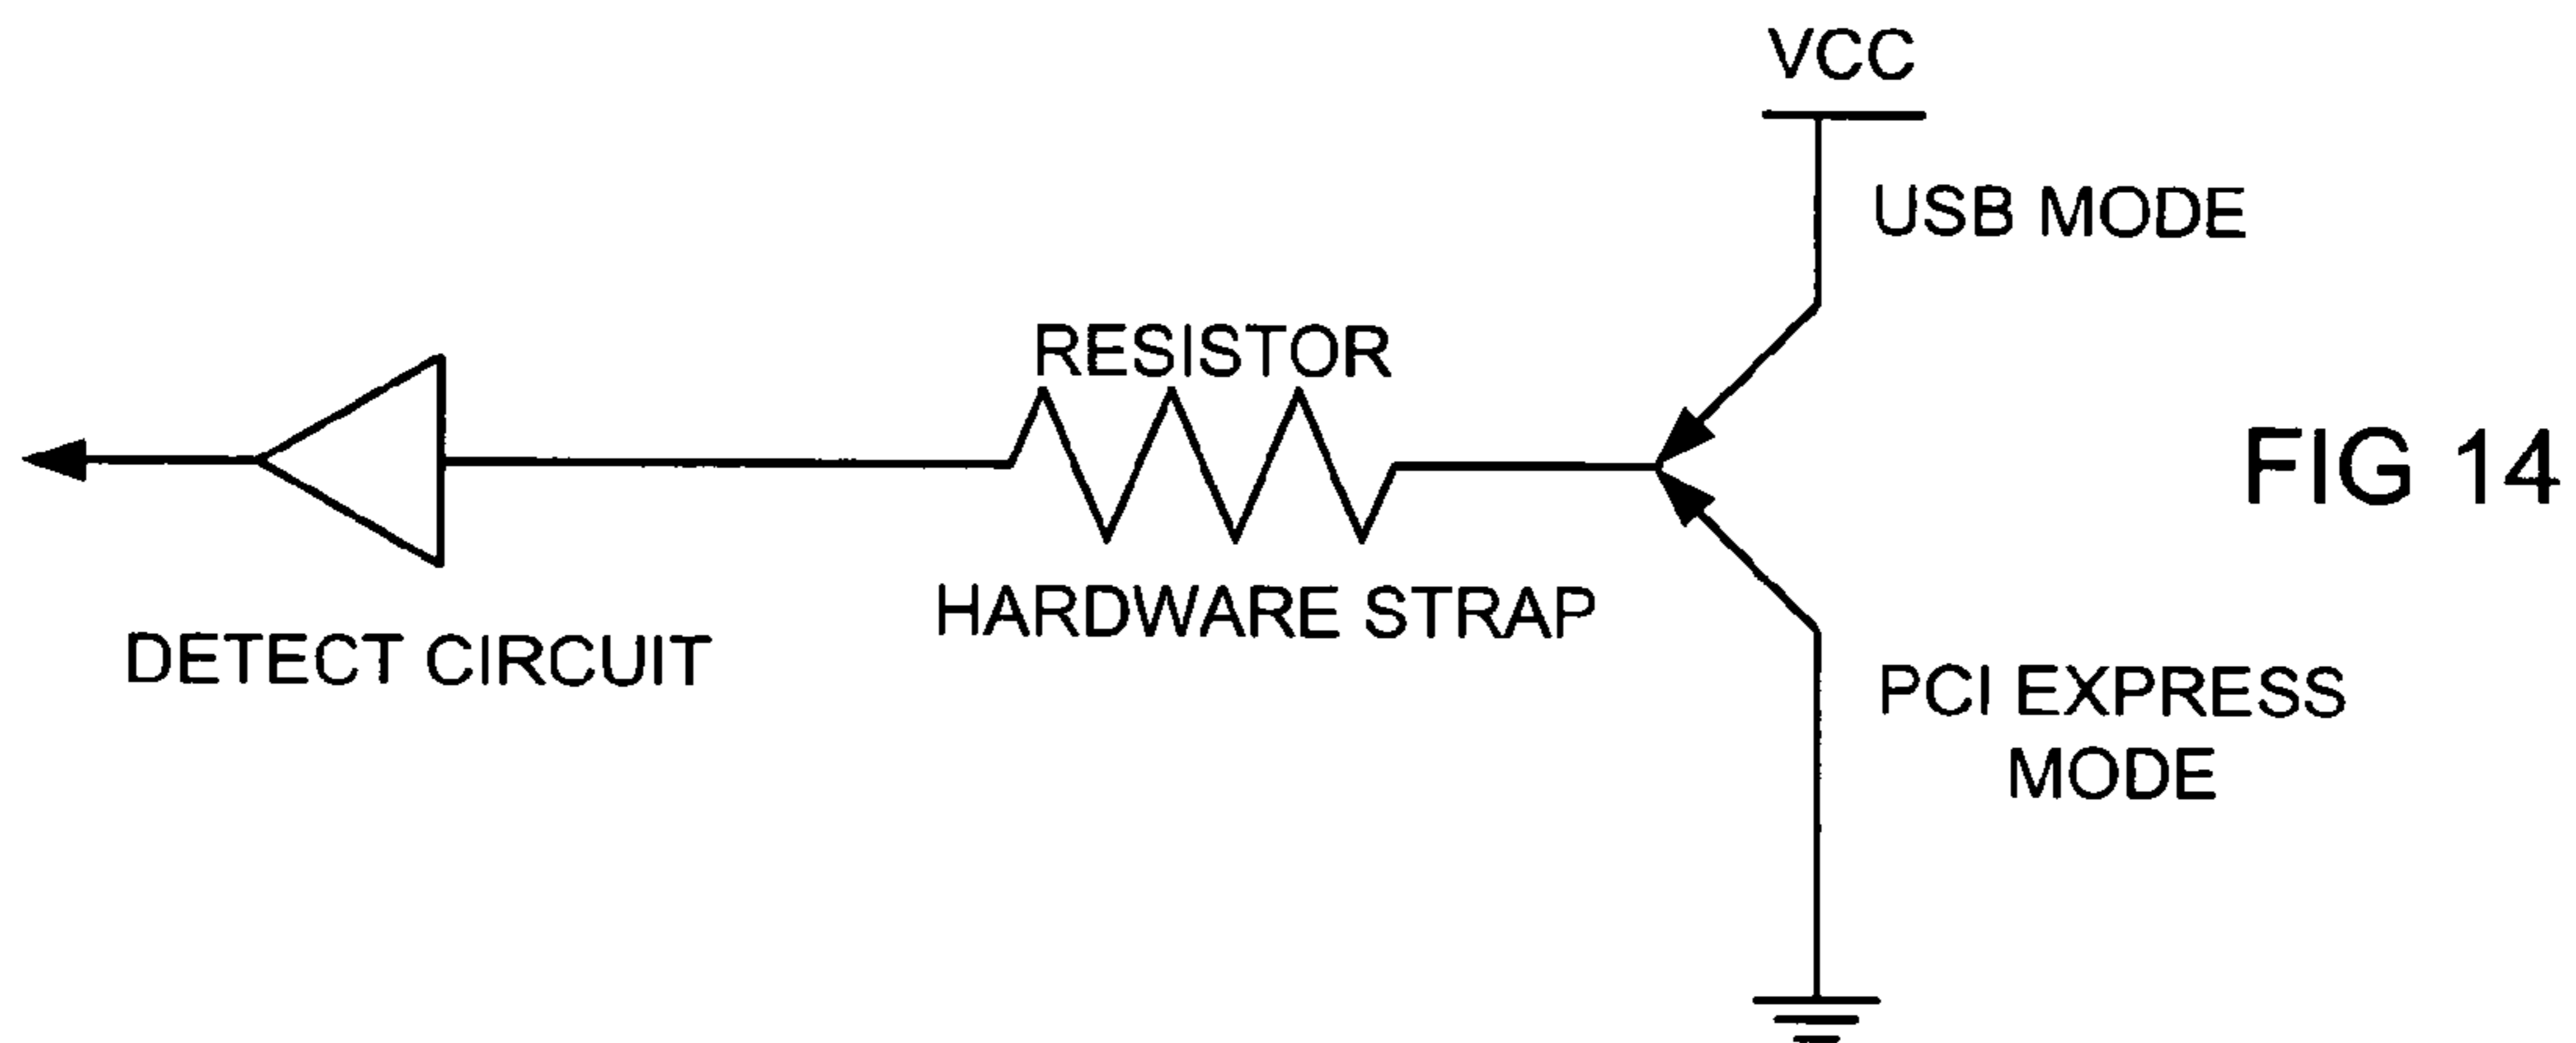 VCC
USB MODE
RESISTOR
FIG 14
HARDWARE STRAP
DETECT CIRCUIT
PCI EXPRESS
MODE